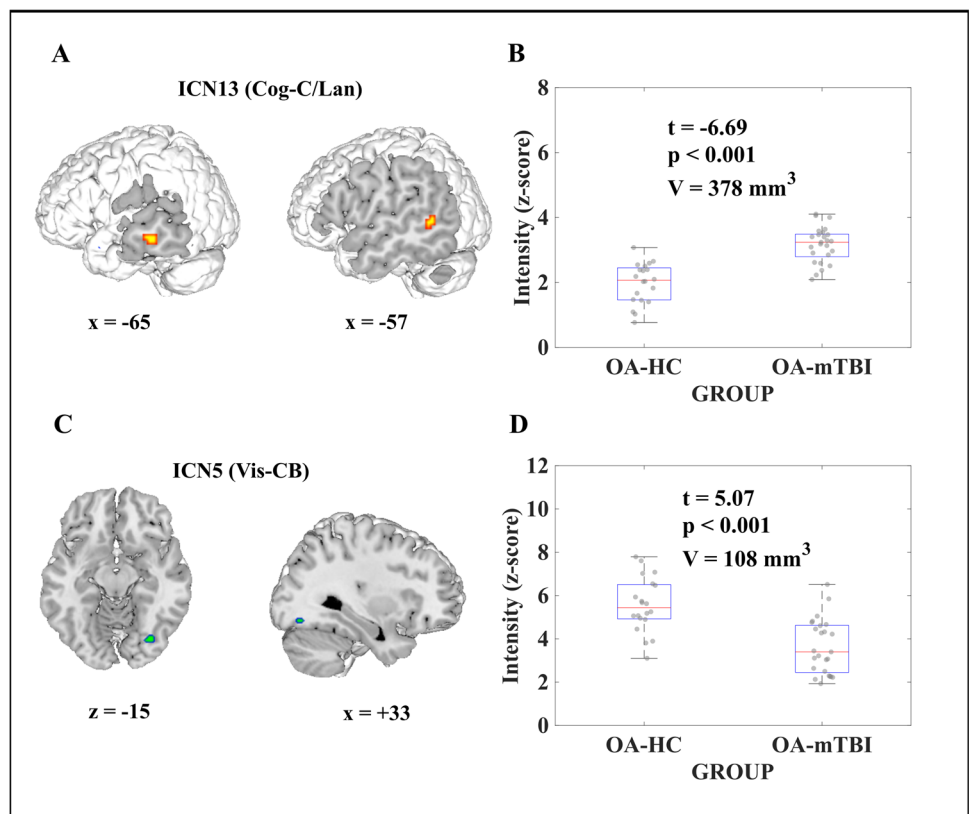 A
ICN13 (Cog-C/Lan)
x = -65
x = -57
B
8
6
4
2
0
Intensity (z-score)
t = -6.69
p < 0.001
V = 378 mm³
OA-HC
OA-mTBI
GROUP
C
ICN5 (Vis-CB)
z = -15
x = +33
D
12
10
8
6
4
2
0
Intensity (z-score)
t = 5.07
p < 0.001
V = 108 mm³
OA-HC
OA-mTBI
GROUP